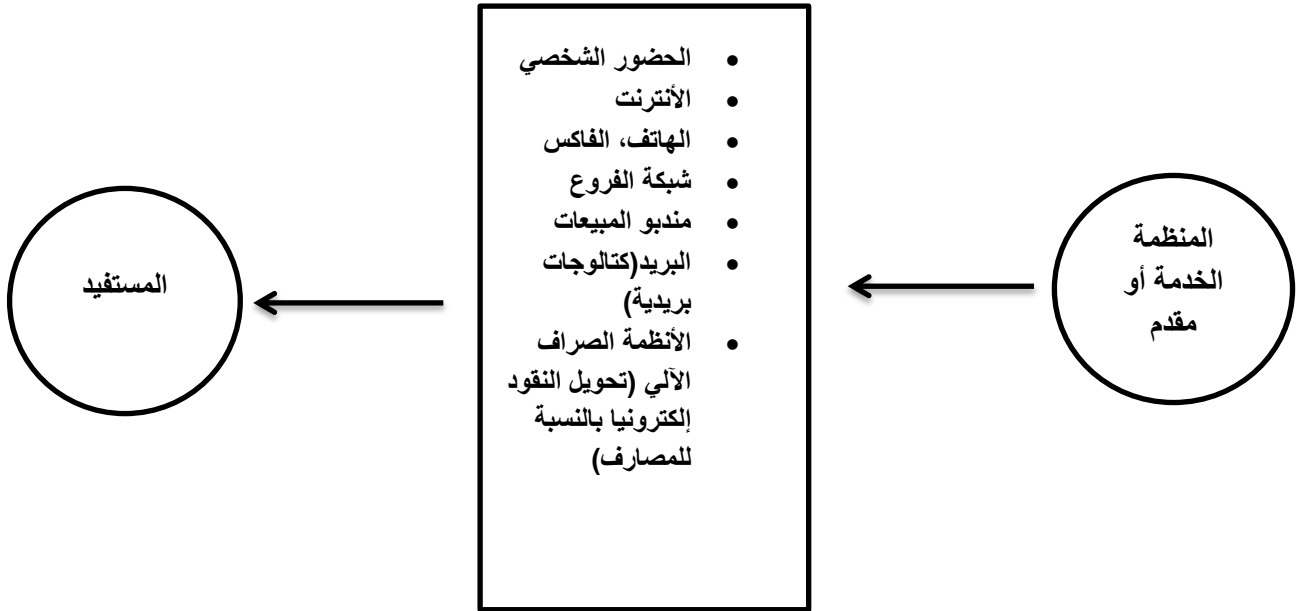 المنظمة
الخدمة أو
مقدم
• الحضور الشخصي
• الأنترنت
• الهاتف، الفاكس
• شبكة الفروع
• مندبو المبيعات
• البريد(كتالوجات
بريدية)
• الأنظمة الصراف
الآلي (تحويل النقود
إلكترونيا بالنسبة
للمصارف)
المستفيد